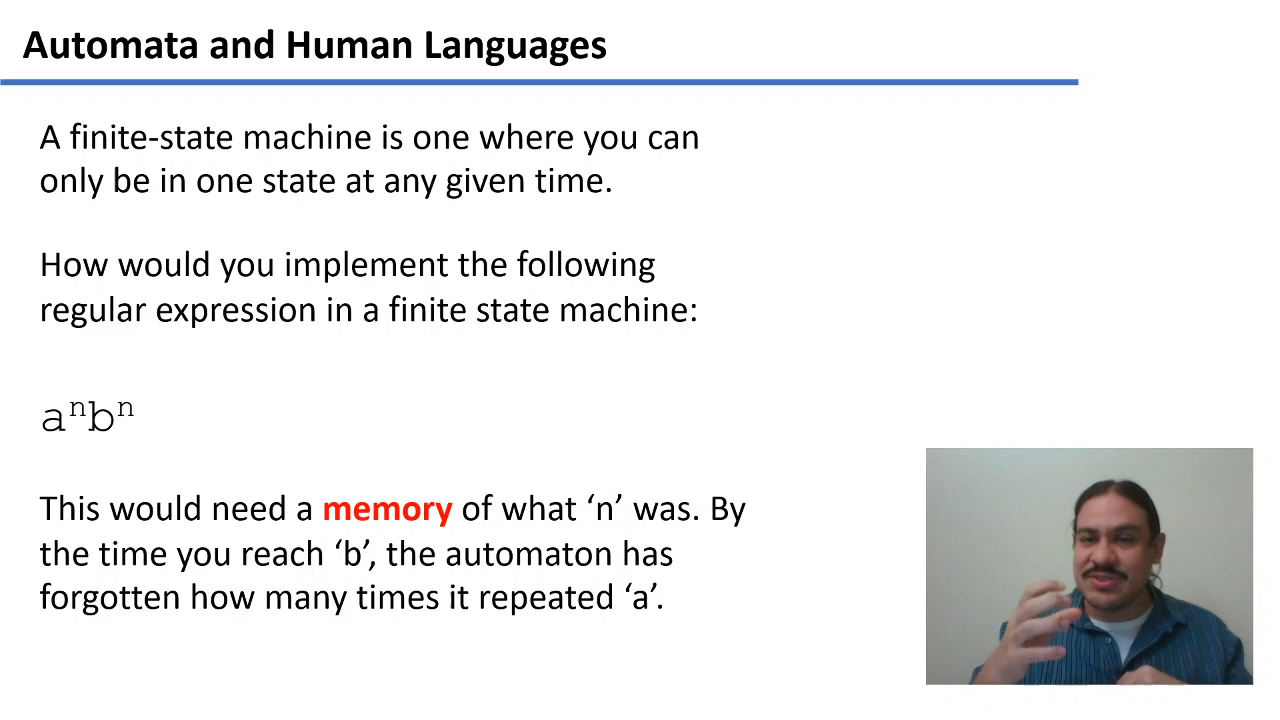 Automata and Human Languages
A finite-state machine is one where you can
only be in one state at any given time.
How would you implement the following
regular expression in a finite state machine:
aⁿbⁿ
This would need a memory of what ‘n’ was. By
the time you reach ‘b’, the automaton has
forgotten how many times it repeated ‘a’.